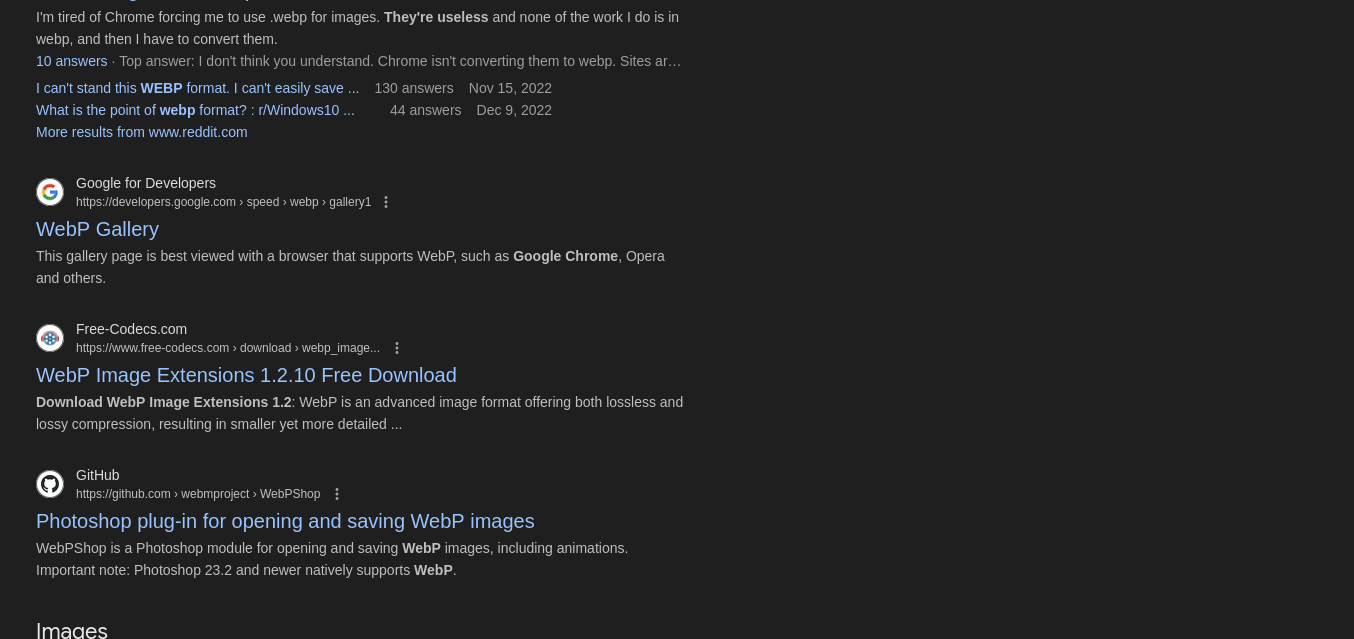 I'm tired of Chrome forcing me to use .webp for images. They're useless and none of the work I do is in
webp, and then I have to convert them.
10 answers · Top answer: I don't think you understand. Chrome isn't converting them to webp. Sites ar…
I can't stand this WEBP format. I can't easily save ... 130 answers Nov 15, 2022
What is the point of webp format? : r/Windows10 ... 44 answers Dec 9, 2022
More results from www.reddit.com
Google for Developers
https://developers.google.com › speed › webp › gallery1
WebP Gallery
This gallery page is best viewed with a browser that supports WebP, such as Google Chrome, Opera
and others.
Free-Codecs.com
https://www.free-codecs.com › download › webp_image...
WebP Image Extensions 1.2.10 Free Download
Download WebP Image Extensions 1.2: WebP is an advanced image format offering both lossless and
lossy compression, resulting in smaller yet more detailed ...
GitHub
https://github.com › webmproject › WebPShop
Photoshop plug-in for opening and saving WebP images
WebPShop is a Photoshop module for opening and saving WebP images, including animations.
Important note: Photoshop 23.2 and newer natively supports WebP.
Images